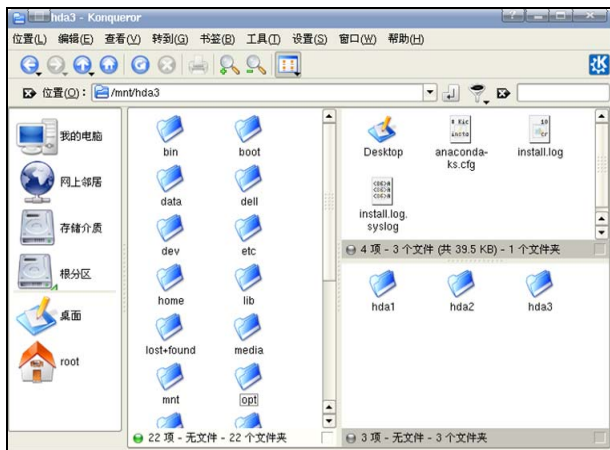 hda3 - Konqueror
位置(L) 编辑(E) 查看(V) 转到(G) 书签(B) 工具(T) 设置(S) 窗口(W) 帮助(H)
位置(O): /mnt/hda3
我的电脑
网上邻居
存储介质
根分区
桌面
root
bin boot
data dell
dev etc
home lib
lost+found media
mnt opt
22 项 - 无文件 - 22 个文件夹
Desktop anaconda-ks.cfg install.log
install.log.syslog
4 项 - 3 个文件 (共 39.5 KB) - 1 个文件夹
hda1 hda2 hda3
3 项 - 无文件 - 3 个文件夹